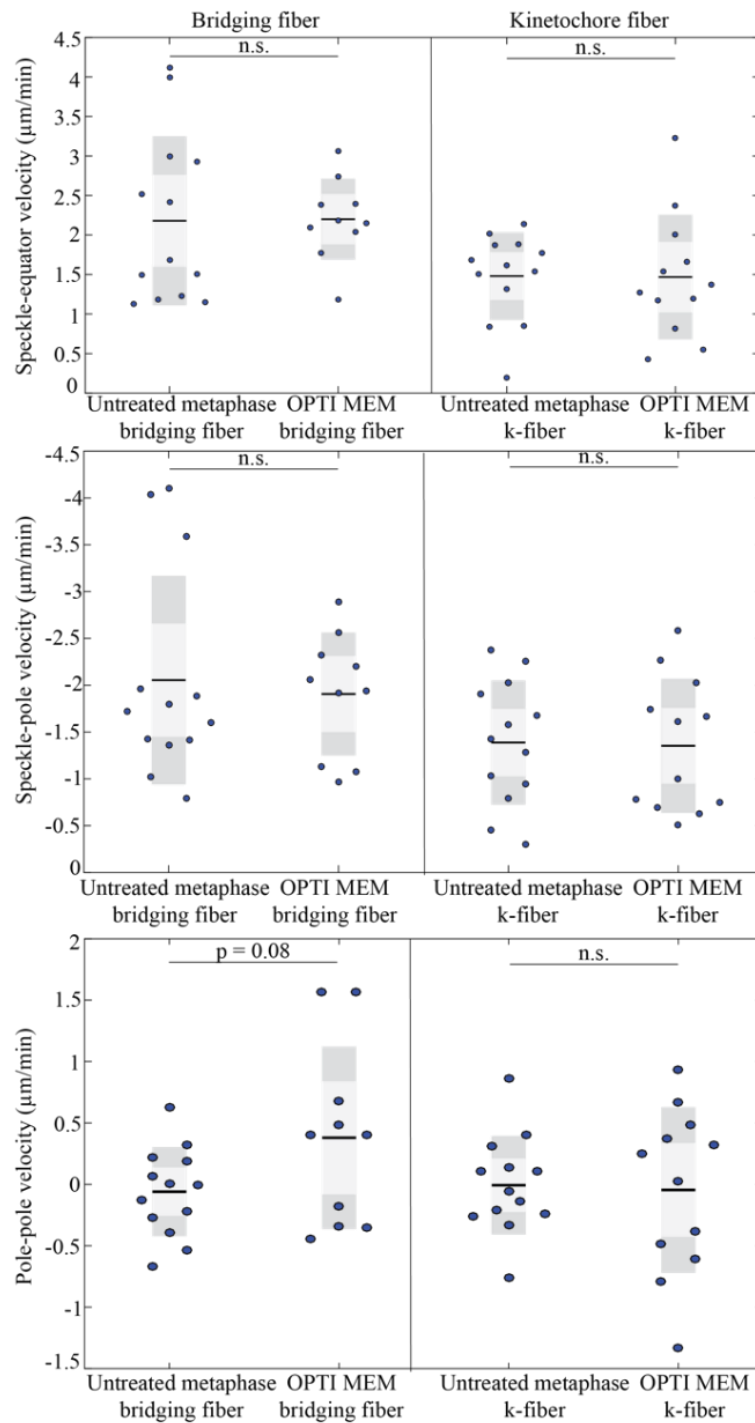 Bridging fiber Kinetochore fiber
4.5
n.s. n.s.
4
3.5
3
2.5
2
1.5
1
0.5
0
Speckle-equator velocity (µm/min)
Untreated metaphase OPTI MEM Untreated metaphase OPTI MEM
bridging fiber bridging fiber k-fiber k-fiber
-4.5
n.s. n.s.
-4
-3.5
-3
-2.5
-2
-1.5
-1
-0.5
0
Speckle-pole velocity (µm/min)
Untreated metaphase OPTI MEM Untreated metaphase OPTI MEM
bridging fiber bridging fiber k-fiber k-fiber
2
p = 0.08 n.s.
1.5
1
0.5
0
-0.5
-1
-1.5
Pole-pole velocity (µm/min)
Untreated metaphase OPTI MEM Untreated metaphase OPTI MEM
bridging fiber bridging fiber k-fiber k-fiber